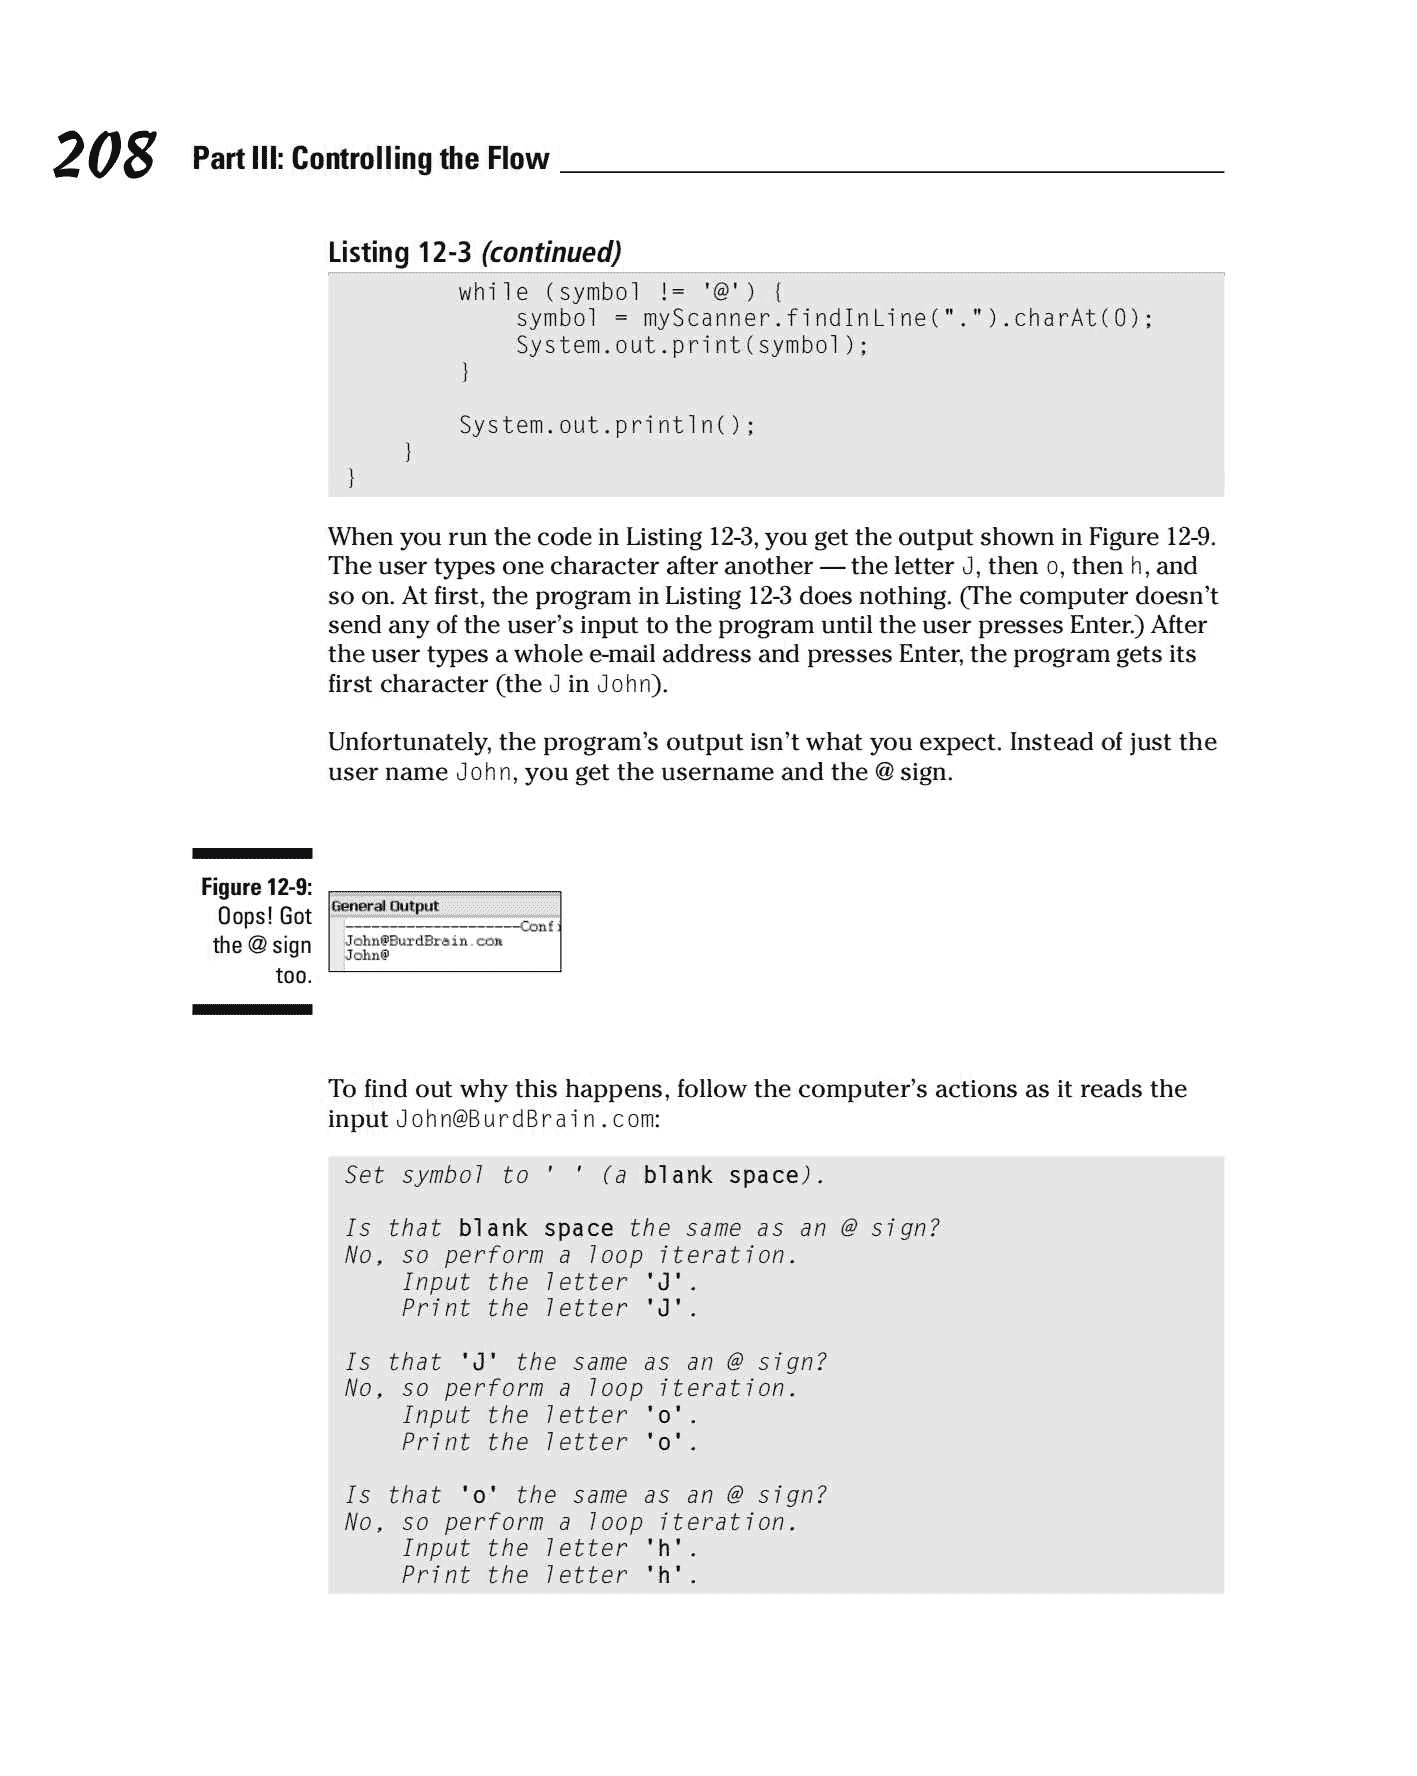 208 Part III: Controlling the Flow
Listing 12-3 (continued)
while (symbol != '@') {
symbol = myScanner.findInLine(".").charAt(0);
System.out.print(symbol);
}
System.out.println();
}
}
When you run the code in Listing 12-3, you get the output shown in Figure 12-9.
The user types one character after another — the letter J, then o, then h, and
so on. At first, the program in Listing 12-3 does nothing. (The computer doesn't
send any of the user's input to the program until the user presses Enter.) After
the user types a whole e-mail address and presses Enter, the program gets its
first character (the J in John).
Unfortunately, the program's output isn't what you expect. Instead of just the
user name John, you get the username and the @ sign.
Figure 12-9:
Oops! Got
the @ sign
too.
General Output
--------------------Confi
John@BurdBrain.com
John@
To find out why this happens, follow the computer's actions as it reads the
input John@BurdBrain.com:
Set symbol to ' ' (a blank space).
Is that blank space the same as an @ sign?
No, so perform a loop iteration.
Input the letter 'J'.
Print the letter 'J'.
Is that 'J' the same as an @ sign?
No, so perform a loop iteration.
Input the letter 'o'.
Print the letter 'o'.
Is that 'o' the same as an @ sign?
No, so perform a loop iteration.
Input the letter 'h'.
Print the letter 'h'.